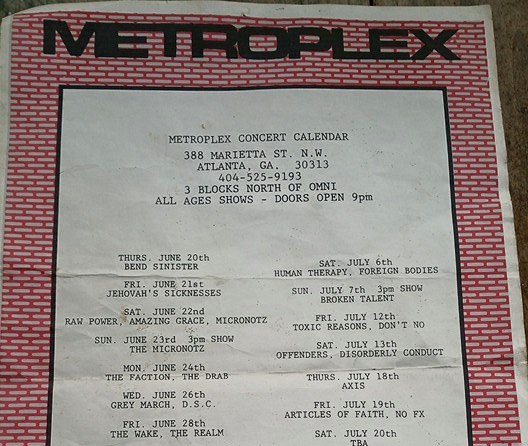 METROPLEX
METROPLEX CONCERT CALENDAR
388 MARIETTA ST. N.W.
ATLANTA, GA. 30313
404-525-9193
3 BLOCKS NORTH OF OMNI
ALL AGES SHOWS - DOORS OPEN 9pm
THURS. JUNE 20th
BEND SINISTER
FRI. JUNE 21st
JEHOVAH'S SICKNESSES
SAT. JUNE 22nd
RAW POWER, AMAZING GRACE, MICRONOTZ
SUN. JUNE 23rd 3pm SHOW
THE MICRONOTZ
MON. JUNE 24th
THE FACTION, THE DRAB
WED. JUNE 26th
GREY MARCH, D.S.C.
FRI. JUNE 28th
THE WAKE, THE REALM
SAT. JULY 6th
HUMAN THERAPY, FOREIGN BODIES
SUN. JULY 7th 3pm SHOW
BROKEN TALENT
FRI. JULY 12th
TOXIC REASONS, DON'T NO
SAT. JULY 13th
OFFENDERS, DISORDERLY CONDUCT
THURS. JULY 18th
AXIS
FRI. JULY 19th
ARTICLES OF FAITH, NO FX
SAT. JULY 20th
TBA